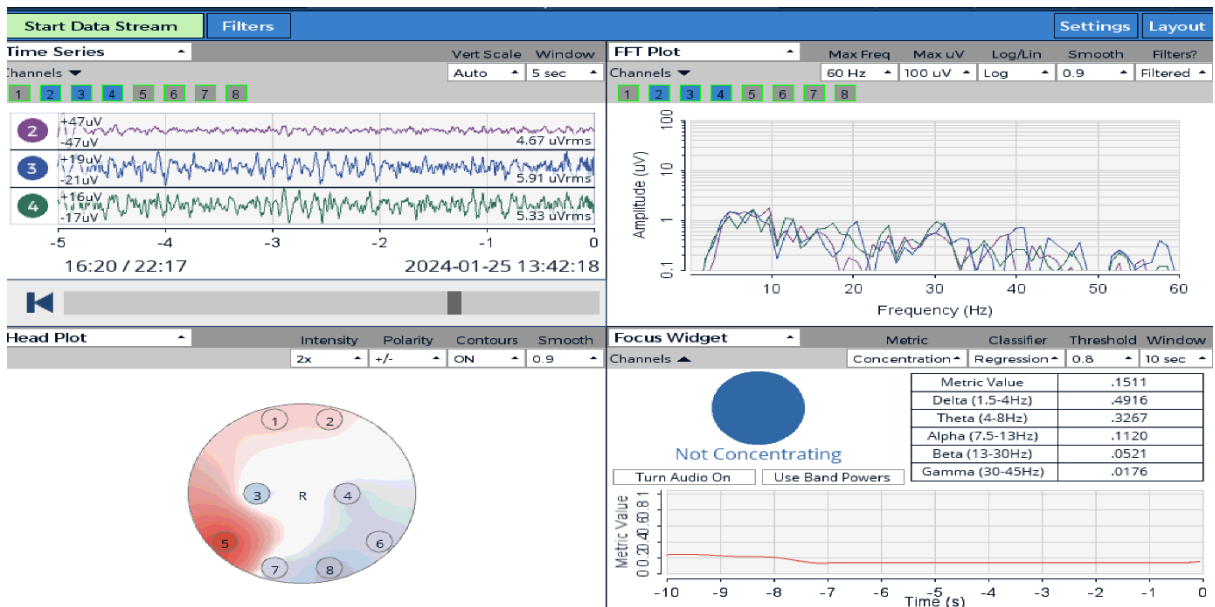 Start Data Stream Filters Settings Layout
Time Series Vert Scale Window
Channels Auto 5 sec
1 2 3 4 5 6 7 8
2 +47uV -47uV 4.67 uVrms
3 +19uV -21uV 5.91 uVrms
4 +16uV -17uV 5.33 uVrms
-5 -4 -3 -2 -1 0
16:20 / 22:17 2024-01-25 13:42:18
FFT Plot Max Freq Max uV Log/Lin Smooth Filters?
Channels 60 Hz 100 uV Log 0.9 Filtered
1 2 3 4 5 6 7 8
Amplitude (uV)
100
10
1
0.1
10 20 30 40 50 60
Frequency (Hz)
Head Plot Intensity Polarity Contours Smooth
2x +/- ON 0.9
1 2
3 R 4
5 6
7 8
Focus Widget Metric Classifier Threshold Window
Channels Concentration Regression 0.8 10 sec
Not Concentrating
Turn Audio On Use Band Powers
Metric Value .1511
Delta (1.5-4Hz) .4916
Theta (4-8Hz) .3267
Alpha (7.5-13Hz) .1120
Beta (13-30Hz) .0521
Gamma (30-45Hz) .0176
Metric Value
-10 -9 -8 -7 -6 -5 -4 -3 -2 -1 0
Time (s)